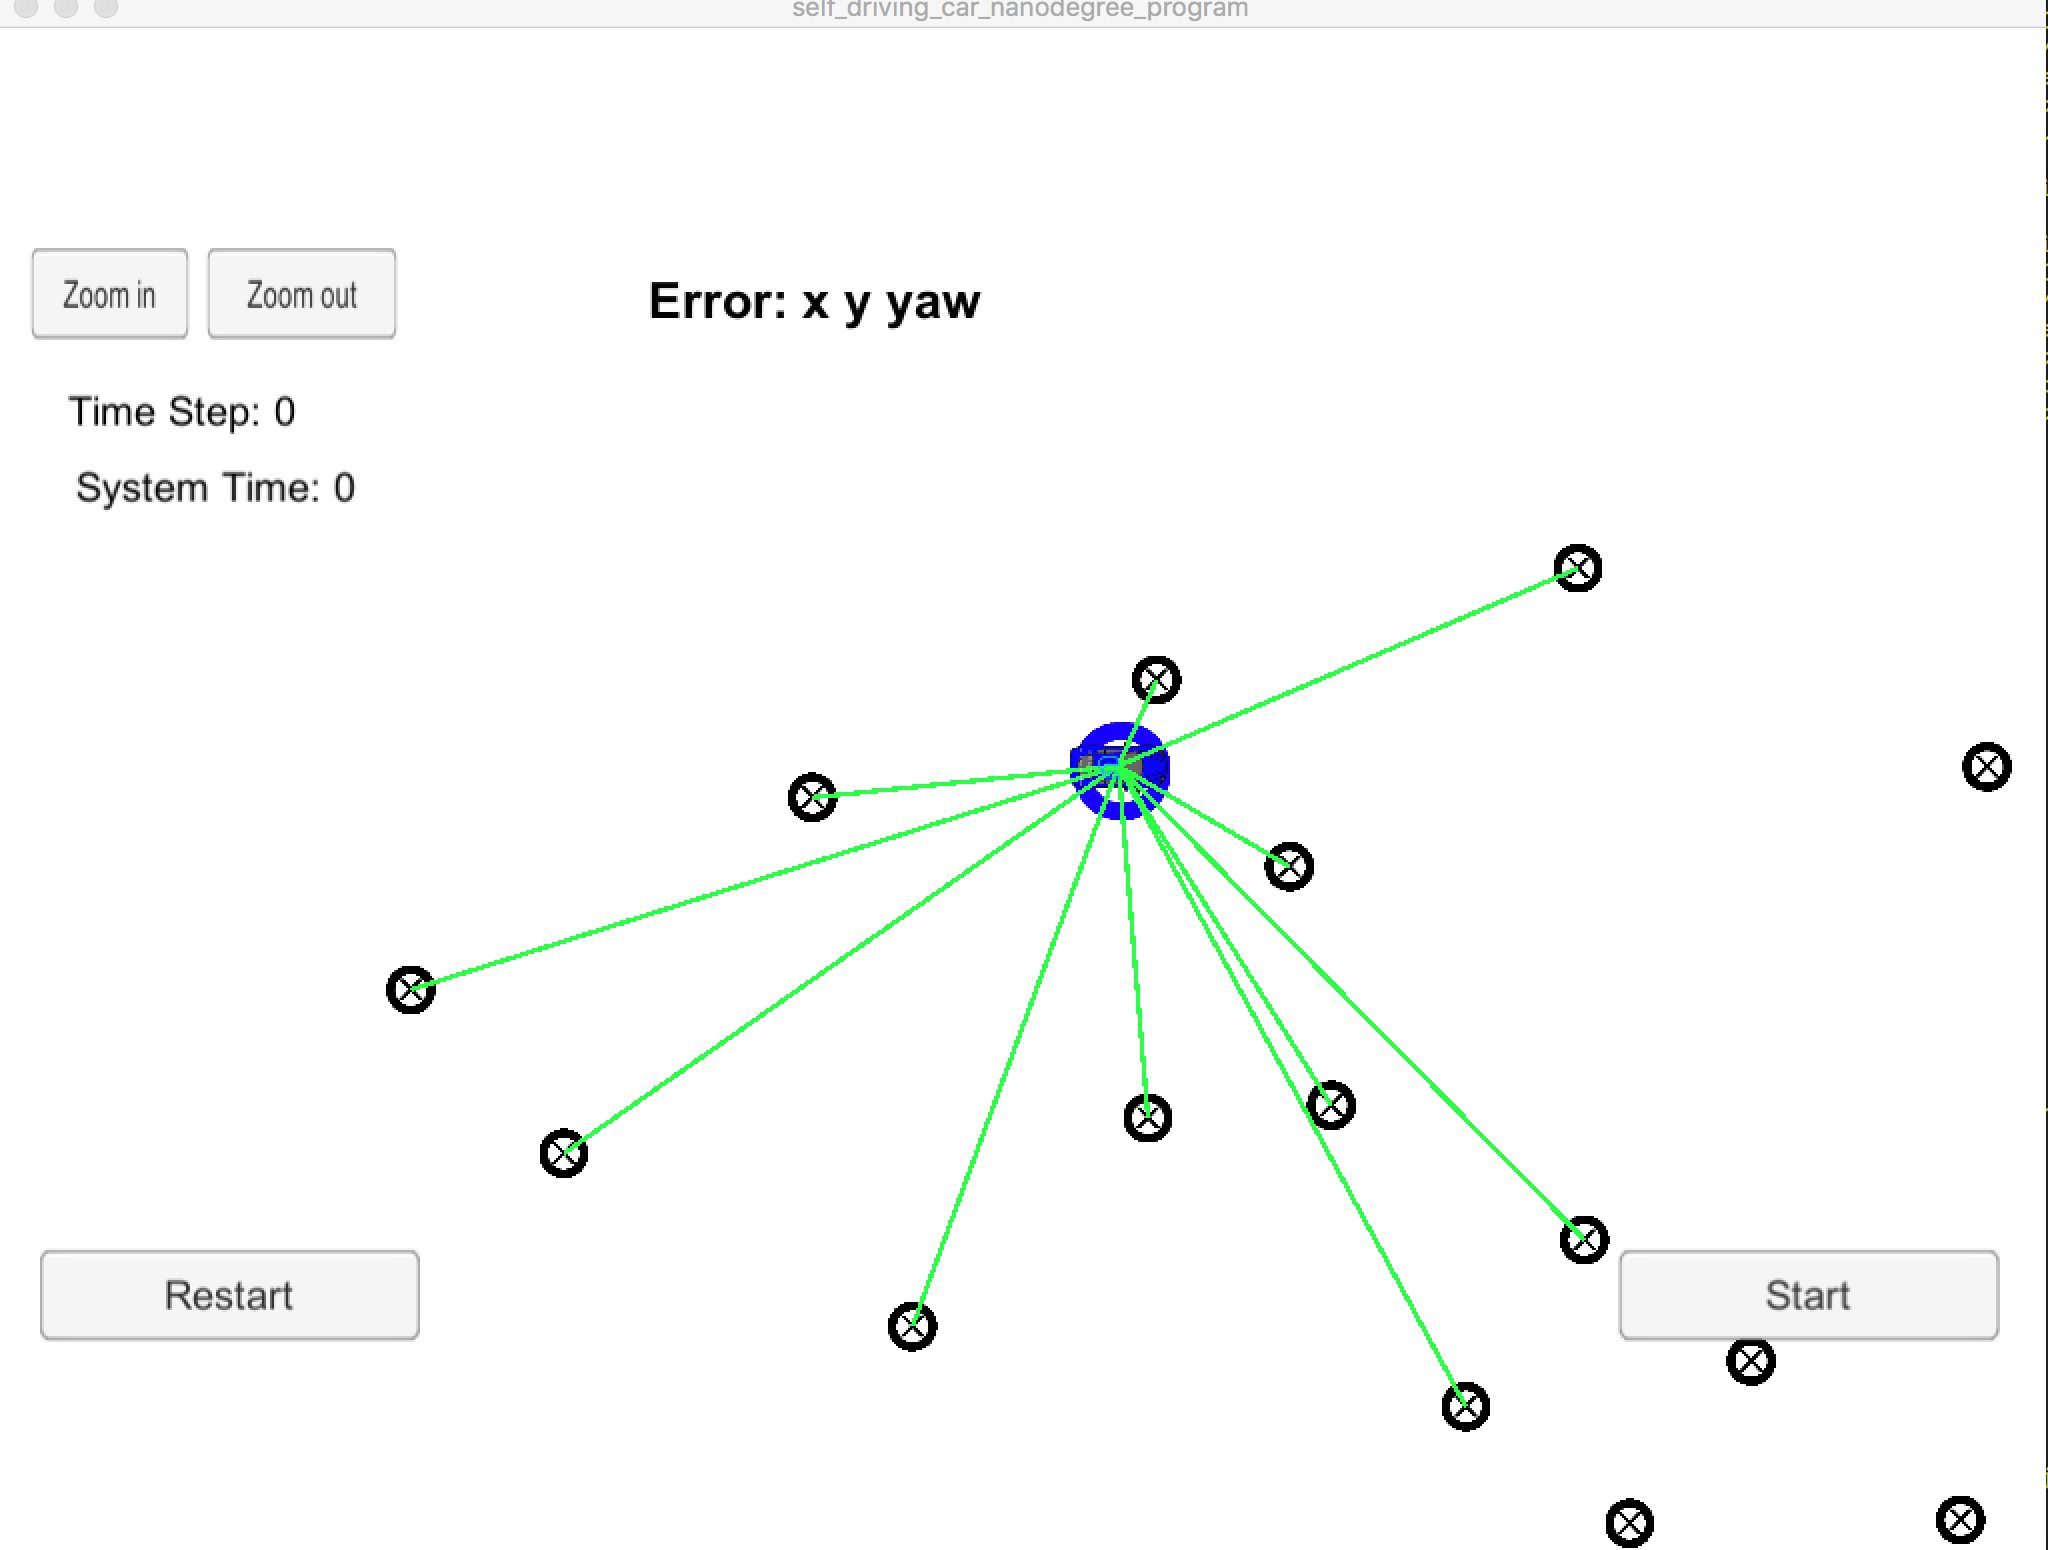 self_driving_car_nanodegree_program
Zoom in
Zoom out
Error: x y yaw
Time Step: 0
System Time: 0
Restart
Start